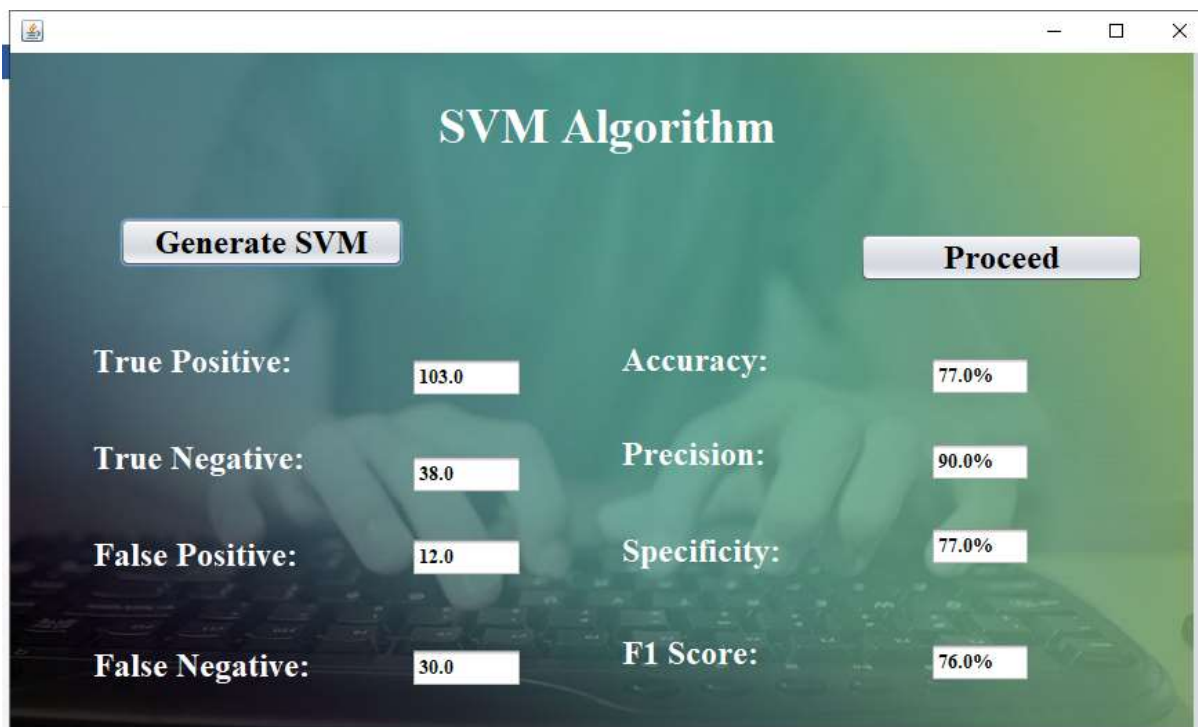 SVM Algorithm
Generate SVM
Proceed
True Positive:
103.0
Accuracy:
77.0%
True Negative:
38.0
Precision:
90.0%
False Positive:
12.0
Specificity:
77.0%
False Negative:
30.0
F1 Score:
76.0%